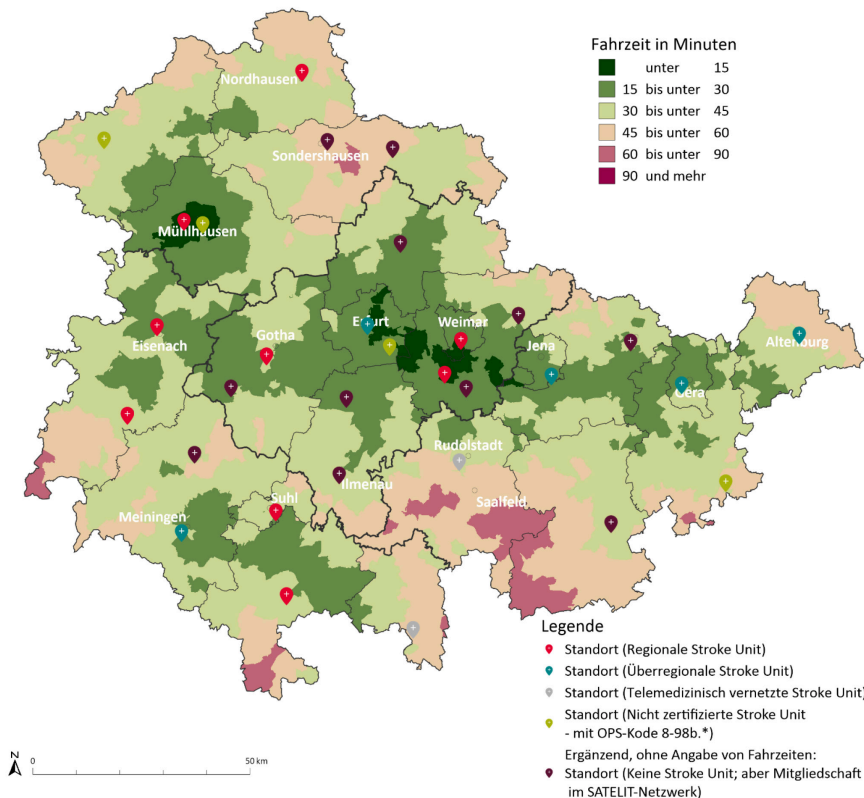 Nordhausen
Sondershausen
Mühlhausen
Eisenach
Gotha
Erfurt
Weimar
Jena
Gera
Altenburg
Rudolstadt
Saalfeld
Ilmenau
Suhl
Meiningen
Fahrzeit in Minuten
unter 15
15 bis unter 30
30 bis unter 45
45 bis unter 60
60 bis unter 90
90 und mehr
Legende
Standort (Regionale Stroke Unit)
Standort (Überregionale Stroke Unit)
Standort (Telemedizinisch vernetzte Stroke Unit)
Standort (Nicht zertifizierte Stroke Unit
- mit OPS-Kode 8-98b.*)
Ergänzend, ohne Angabe von Fahrzeiten:
Standort (Keine Stroke Unit; aber Mitgliedschaft
im SATELIT-Netzwerk)
N
0 50 km